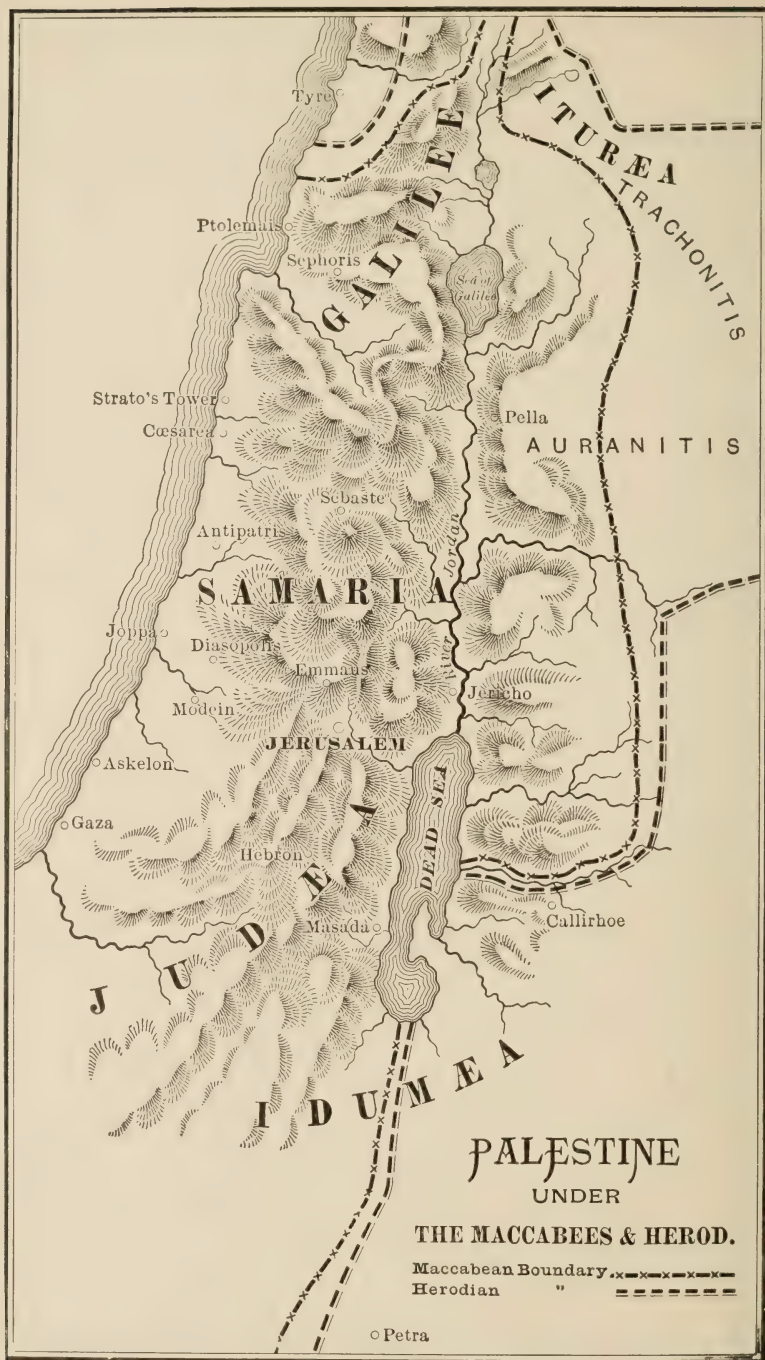 Tyre
ITURÆA
TRACHONITIS
GALILEE
Ptolemais
Sephoris
Sea of
Galilee
Strato's Tower
Cœsarea
Pella
AURANITIS
Sebaste
Antipatris
River Jordan
SAMARIA
Joppa
Diasopolis
Emmaus
Jericho
Modein
JERUSALEM
Askelon
DEAD SEA
Gaza
Hebron
JUDÆA
Masada
Callirhoe
IDUMÆA
PALESTINE
UNDER
THE MACCABEES & HEROD.
Maccabean Boundary
Herodian "
Petra